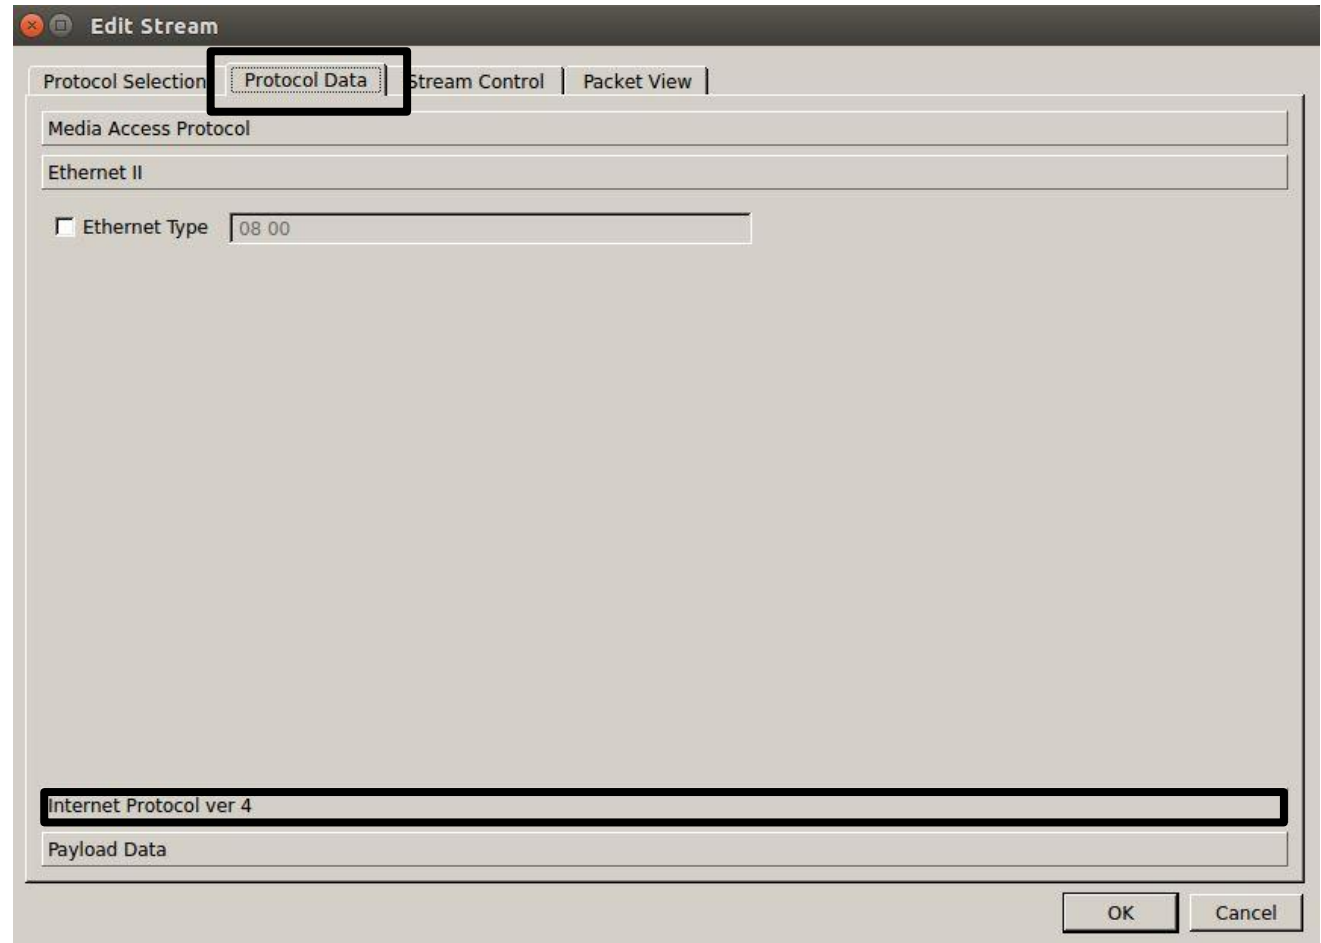 Edit Stream
Protocol Selection Protocol Data Stream Control Packet View
Media Access Protocol
Ethernet II
Ethernet Type 08 00
Internet Protocol ver 4
Payload Data
OK Cancel